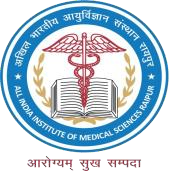 अखिल भारतीय आयुर्विज्ञान संस्थान रायपुर
ALL INDIA INSTITUTE OF MEDICAL SCIENCES RAIPUR
आरोग्यम् सुख सम्पदा